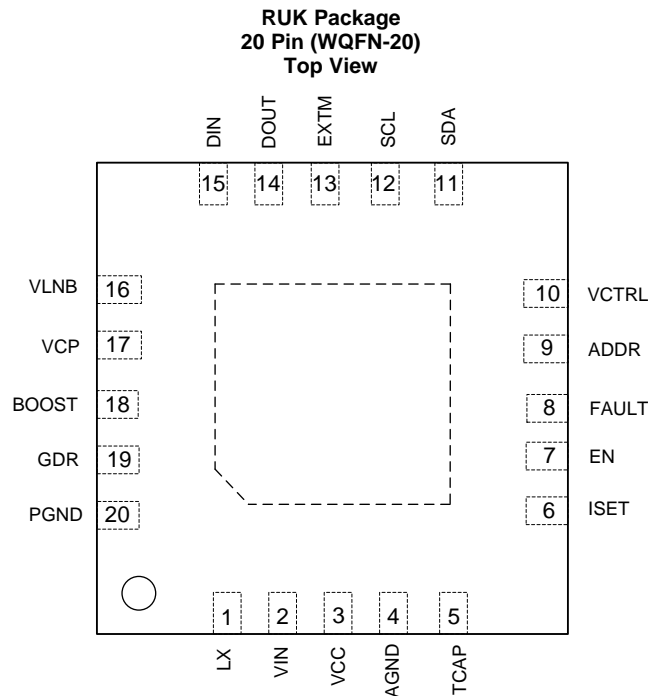 RUK Package
20 Pin (WQFN-20)
Top View
DIN
DOUT
EXTM
SCL
SDA
15
14
13
12
11
VLNB 16
10 VCTRL
VCP 17
9 ADDR
BOOST 18
8 FAULT
GDR 19
7 EN
PGND 20
6 ISET
1
2
3
4
5
LX
VIN
VCC
AGND
TCAP